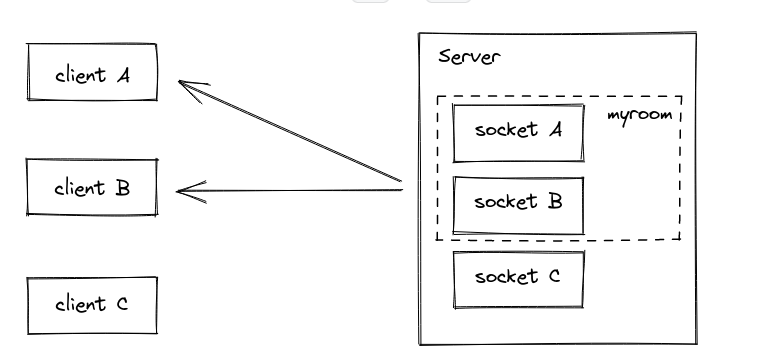 Server
client A
socket A
myroom
client B
socket B
client C
socket C